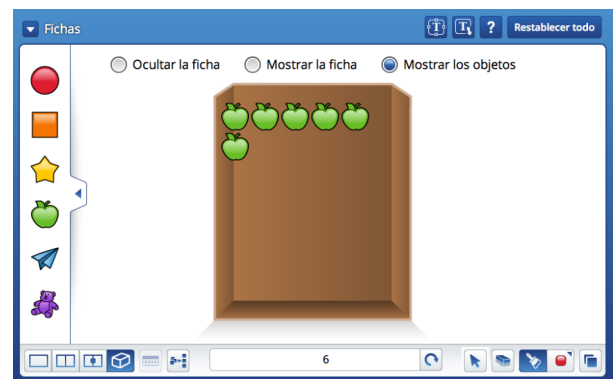 Fichas
? Restablecer todo
Ocultar la ficha Mostrar la ficha Mostrar los objetos
6